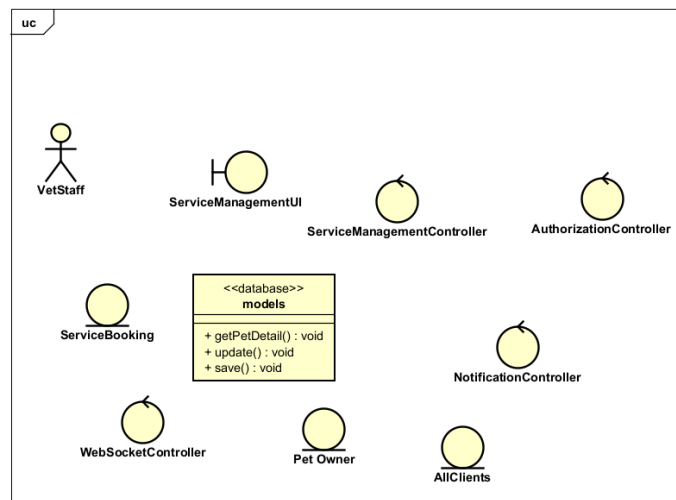 uc
VetStaff
ServiceManagementUI
ServiceManagementController
AuthorizationController
ServiceBooking
<<database>>
models
+ getPetDetail() : void
+ update() : void
+ save() : void
NotificationController
WebSocketController
Pet Owner
AllClients